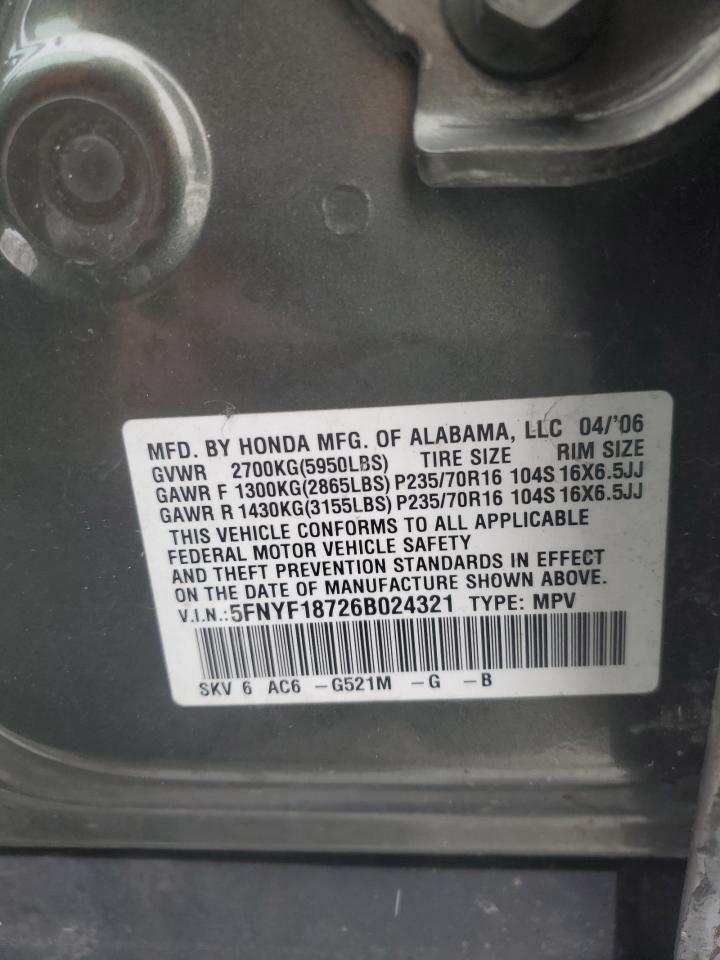 MFD. BY HONDA MFG. OF ALABAMA, LLC 04/'06
GVWR 2700KG(5950LBS) TIRE SIZE RIM SIZE
GAWR F 1300KG(2865LBS) P235/70R16 104S 16X6.5JJ
GAWR R 1430KG(3155LBS) P235/70R16 104S 16X6.5JJ
THIS VEHICLE CONFORMS TO ALL APPLICABLE
FEDERAL MOTOR VEHICLE SAFETY
AND THEFT PREVENTION STANDARDS IN EFFECT
ON THE DATE OF MANUFACTURE SHOWN ABOVE.
V.I.N.:5FNYF18726B024321 TYPE: MPV
SKV 6 AC6 -G521M -G -B